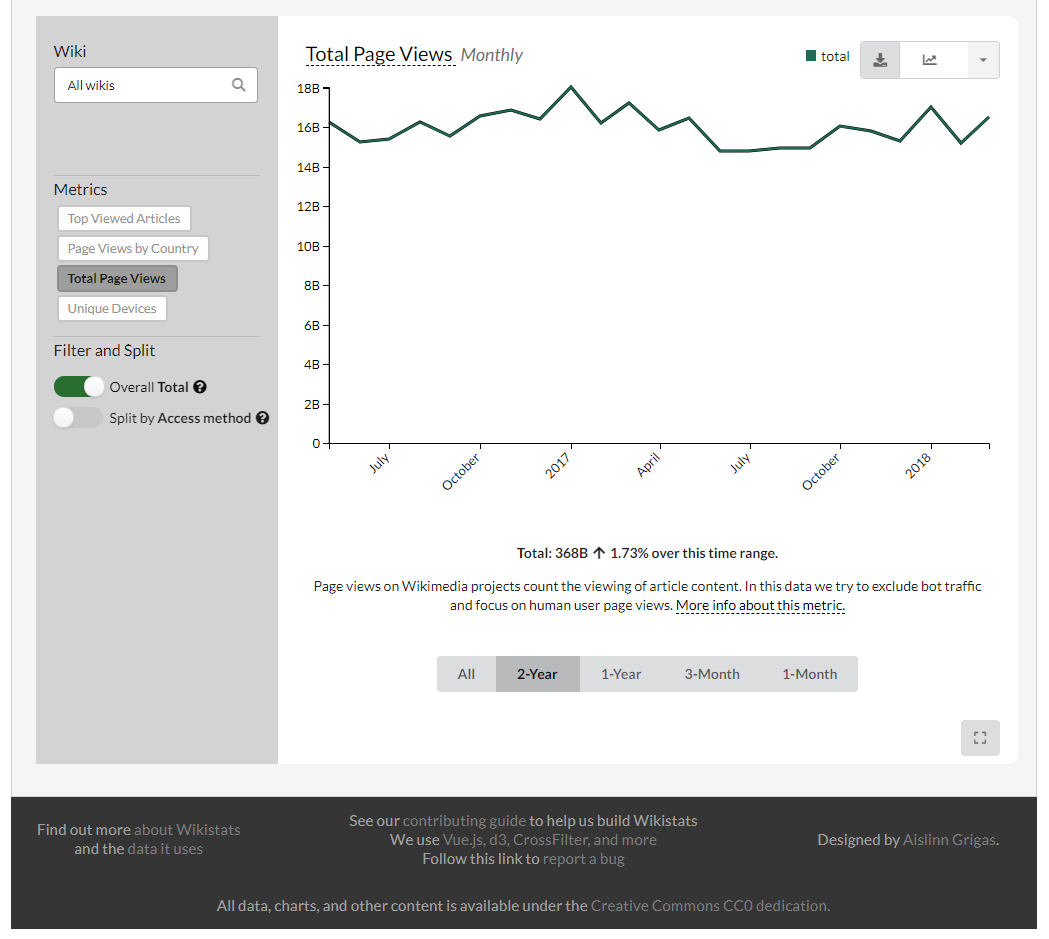 Wiki
All wikis
Metrics
Top Viewed Articles
Page Views by Country
Total Page Views
Unique Devices
Filter and Split
Overall Total
Split by Access method
Total Page Views Monthly
total
18B
16B
14B
12B
10B
8B
6B
4B
2B
0
July
October
2017
April
July
October
2018
Total: 368B ↑ 1.73% over this time range.
Page views on Wikimedia projects count the viewing of article content. In this data we try to exclude bot traffic
and focus on human user page views. More info about this metric.
All
2-Year
1-Year
3-Month
1-Month
Find out more about Wikistats
and the data it uses
See our contributing guide to help us build Wikistats
We use Vue.js, d3, CrossFilter, and more
Follow this link to report a bug
Designed by Aislinn Grigas.
All data, charts, and other content is available under the Creative Commons CC0 dedication.